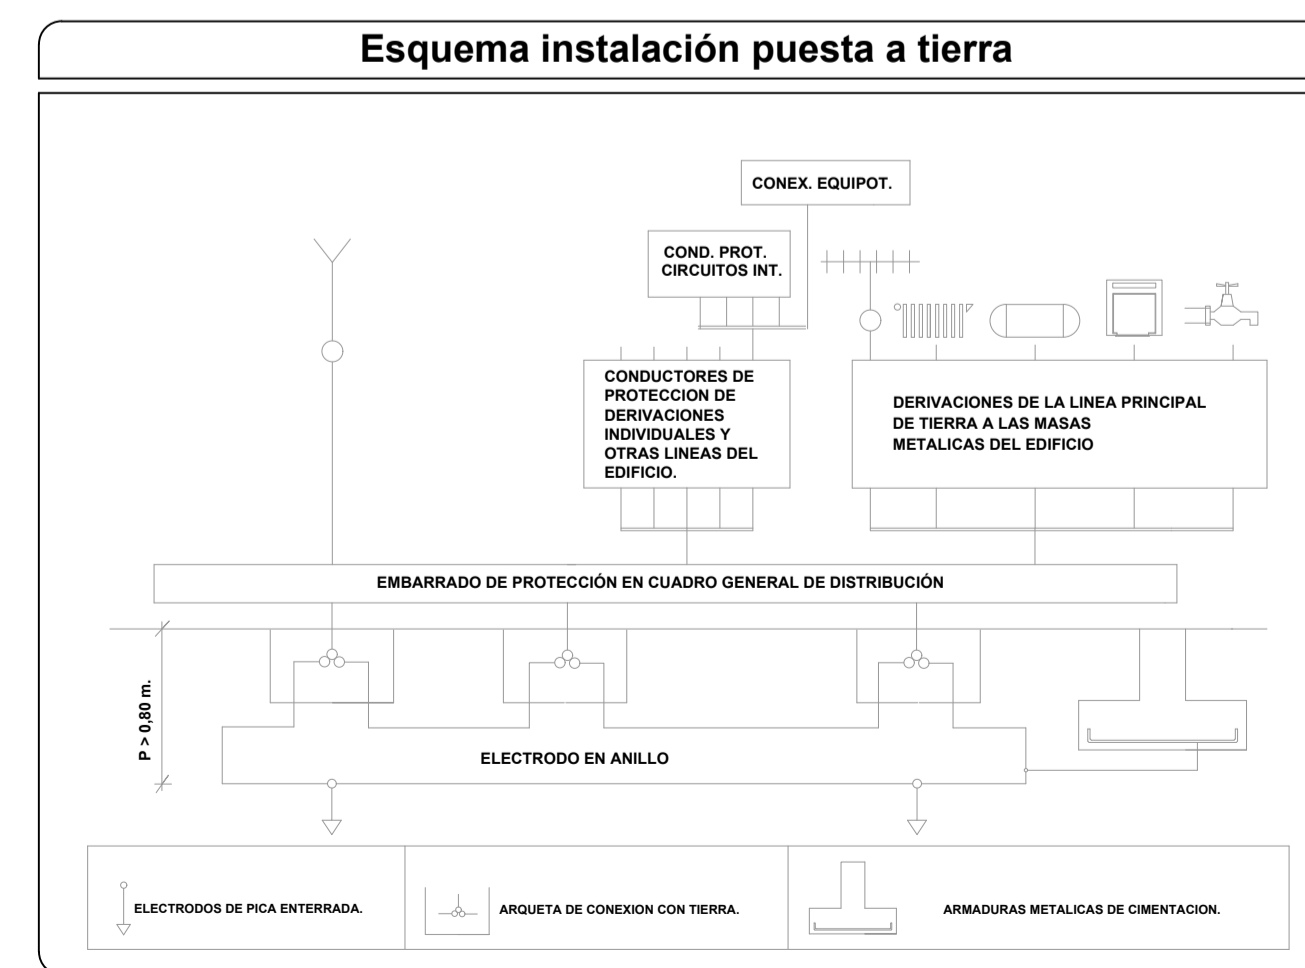 Esquema instalación puesta a tierra
CONEX. EQUIPOT.
COND. PROT.
CIRCUITOS INT.
CONDUCTORES DE
PROTECCION DE
DERIVACIONES
INDIVIDUALES Y
OTRAS LINEAS DEL
EDIFICIO.
DERIVACIONES DE LA LINEA PRINCIPAL
DE TIERRA A LAS MASAS
METALICAS DEL EDIFICIO
EMBARRADO DE PROTECCIÓN EN CUADRO GENERAL DE DISTRIBUCIÓN
P > 0,80 m.
ELECTRODO EN ANILLO
ELECTRODOS DE PICA ENTERRADA.
ARQUETA DE CONEXION CON TIERRA.
ARMADURAS METALICAS DE CIMENTACION.